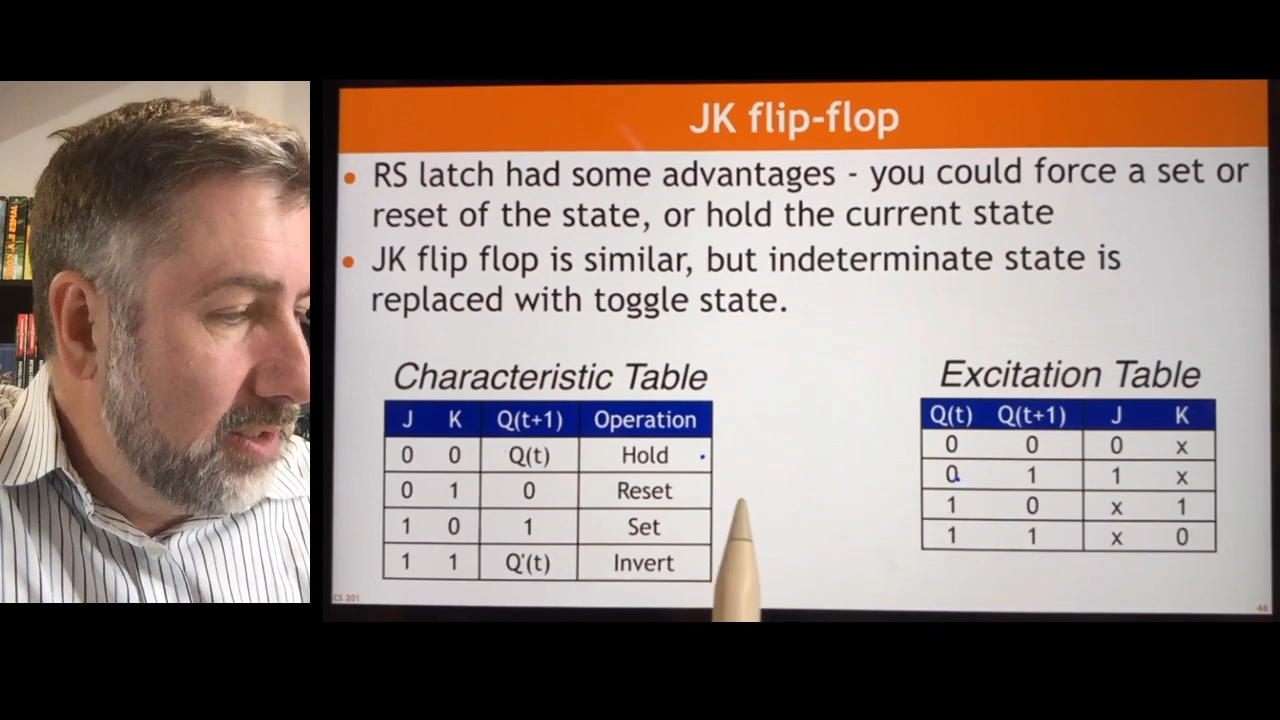 JK flip-flop
• RS latch had some advantages - you could force a set or
reset of the state, or hold the current state
• JK flip flop is similar, but indeterminate state is
replaced with toggle state.
Characteristic Table
J K Q(t+1) Operation
0 0 Q(t) Hold
0 1 0 Reset
1 0 1 Set
1 1 Q'(t) Invert
Excitation Table
Q(t) Q(t+1) J K
0 0 0 x
0 1 1 x
1 0 x 1
1 1 x 0
CS 201
46